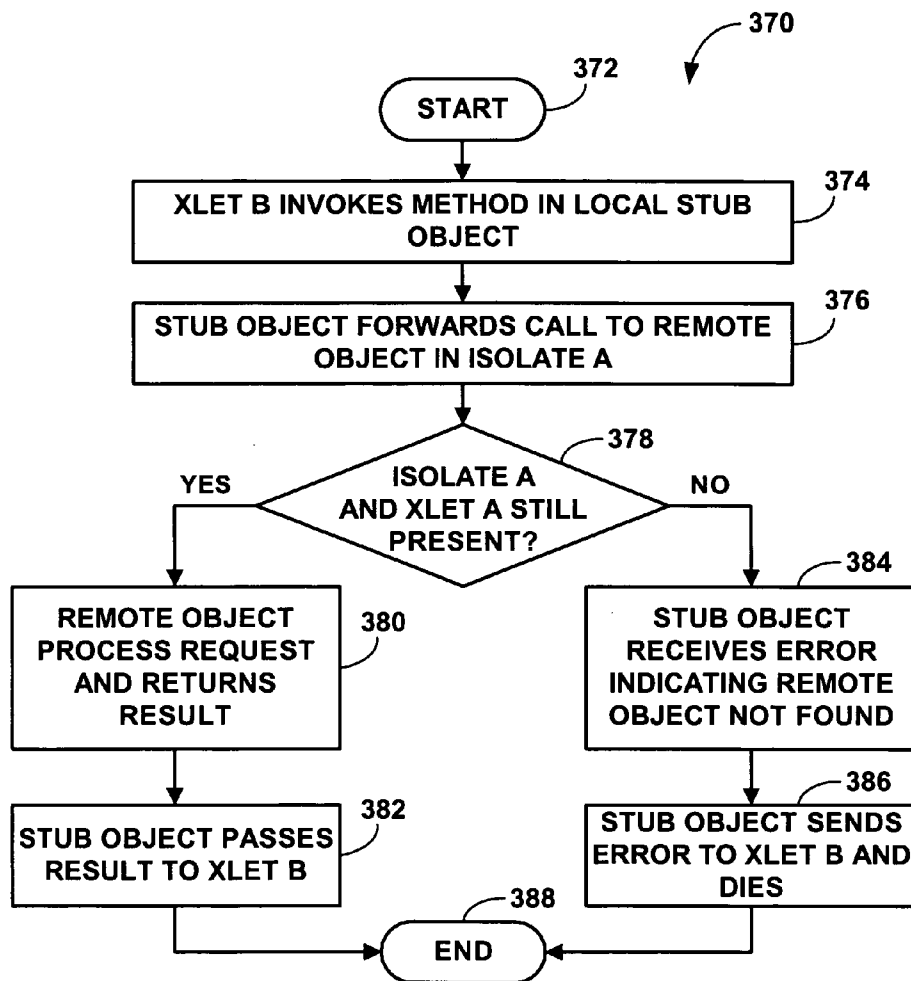 370
START
372
XLET B INVOKES METHOD IN LOCAL STUB
OBJECT
374
STUB OBJECT FORWARDS CALL TO REMOTE
OBJECT IN ISOLATE A
376
ISOLATE A
AND XLET A STILL
PRESENT?
378
YES
NO
REMOTE OBJECT
PROCESS REQUEST
AND RETURNS
RESULT
380
STUB OBJECT
RECEIVES ERROR
INDICATING REMOTE
OBJECT NOT FOUND
384
STUB OBJECT PASSES
RESULT TO XLET B
382
STUB OBJECT SENDS
ERROR TO XLET B AND
DIES
386
END
388